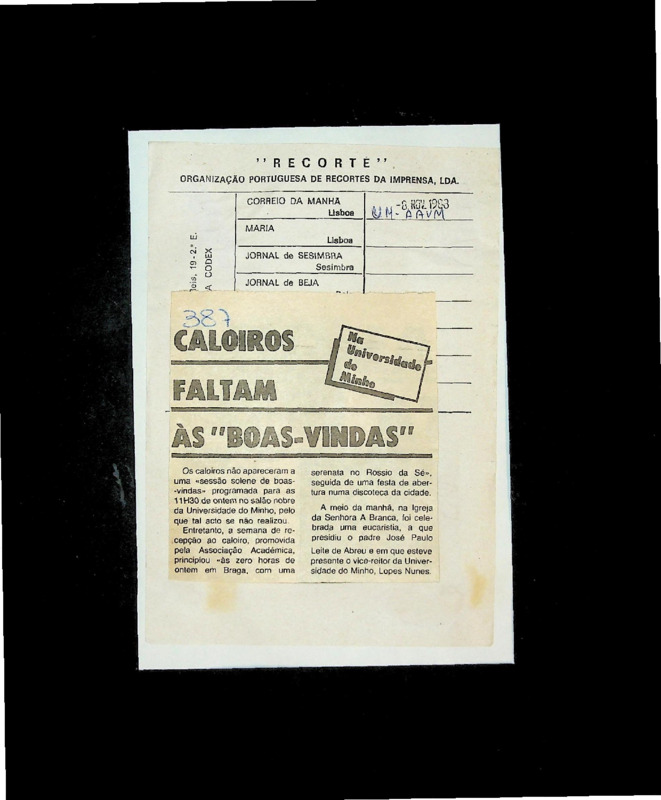 "RECORTE"
ORGANIZAÇÃO PORTUGUESA DE RECORTES DA IMPRENSA, LDA.
CORREIO DA MANHA
Lisboa
-8 NOV. 1983
UM-AAUM
MARIA
Lisboa
JORNAL de SESIMBRA
Sesimbra
JORNAL de BEJA
19-2.º E.
CODEX
387
CALOIROS
FALTAM
ÀS "BOAS-VINDAS"
Na
Universidade
do
Minho
Os caloiros não apareceram a
uma «sessão solene de boas-
-vindas» programada para as
11H30 de ontem no salão nobre
da Universidade do Minho, pelo
que tal acto se não realizou.
Entretanto, a semana de re-
cepção ao caloiro, promovida
pela Associação Académica,
principiou «às zero horas de
ontem em Braga, com uma
serenata no Rossio da Sé»,
seguida de uma festa de aber-
tura numa discoteca da cidade.
A meio da manhã, na Igreja
da Senhora A Branca, foi cele-
brada uma eucaristia, a que
presidiu o padre José Paulo
Leite de Abreu e em que esteve
presente o vice-reitor da Univer-
sidade do Minho, Lopes Nunes.